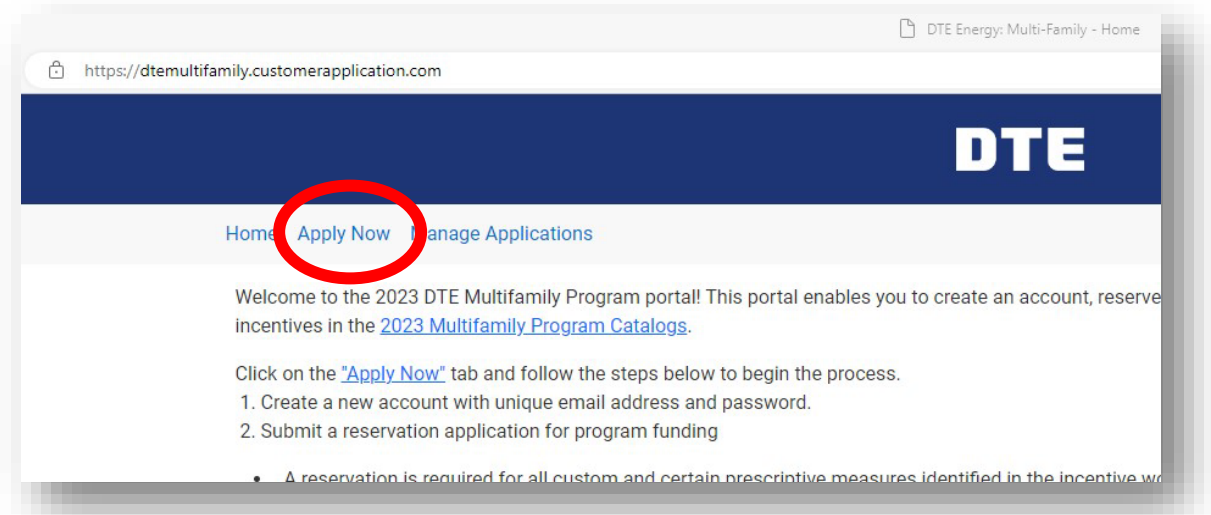 DTE Energy: Multi-Family - Home
https://dtemultifamily.customerapplication.com
DTE
Home Apply Now Manage Applications
Welcome to the 2023 DTE Multifamily Program portal! This portal enables you to create an account, reserve
incentives in the 2023 Multifamily Program Catalogs.
Click on the "Apply Now" tab and follow the steps below to begin the process.
1. Create a new account with unique email address and password.
2. Submit a reservation application for program funding
• A reservation is required for all custom and certain prescriptive measures identified in the incentive